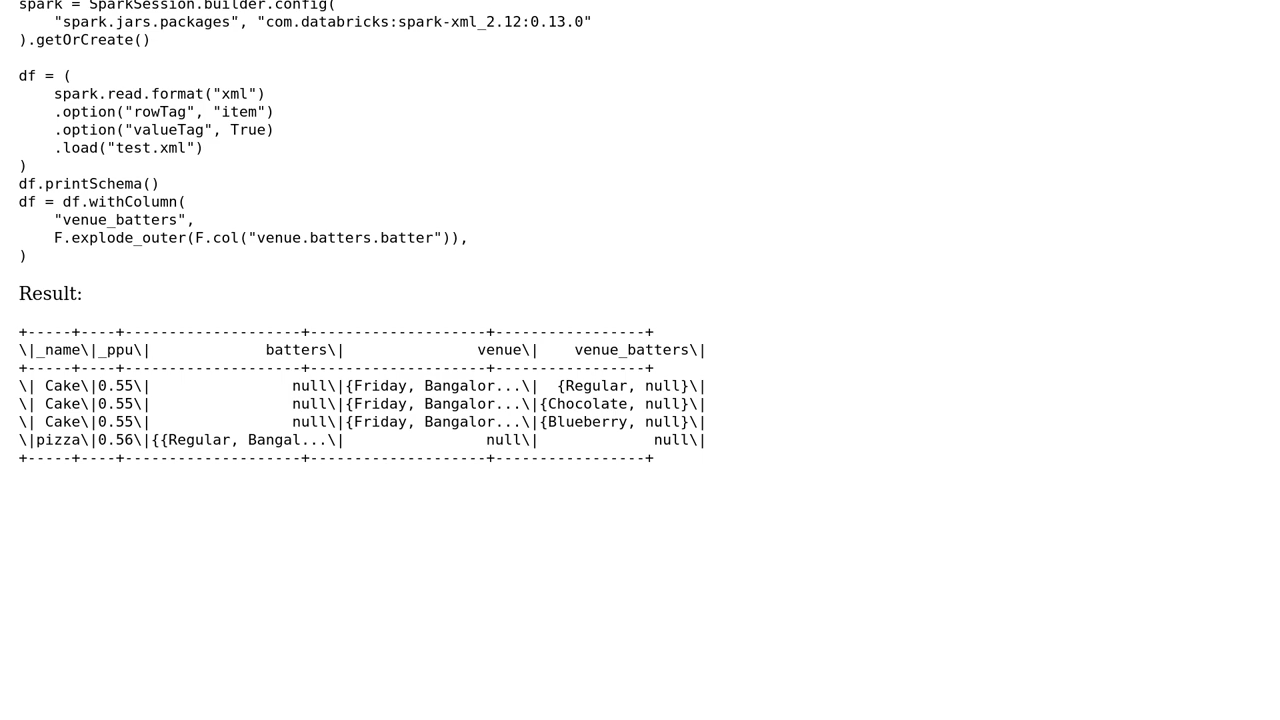 spark = SparkSession.builder.config(
    "spark.jars.packages", "com.databricks:spark-xml_2.12:0.13.0"
).getOrCreate()

df = (
    spark.read.format("xml")
    .option("rowTag", "item")
    .option("valueTag", True)
    .load("test.xml")
)
df.printSchema()
df = df.withColumn(
    "venue_batters",
    F.explode_outer(F.col("venue.batters.batter")),
)

Result:

+-----+----+--------------------+--------------------+-----------------+
\|_name\|_ppu\|             batters\|               venue\|    venue_batters\|
+-----+----+--------------------+--------------------+-----------------+
\| Cake\|0.55\|                null\|{Friday, Bangalor...\|  {Regular, null}\|
\| Cake\|0.55\|                null\|{Friday, Bangalor...\|{Chocolate, null}\|
\| Cake\|0.55\|                null\|{Friday, Bangalor...\|{Blueberry, null}\|
\|pizza\|0.56\|{{Regular, Bangal...\|                null\|             null\|
+-----+----+--------------------+--------------------+-----------------+